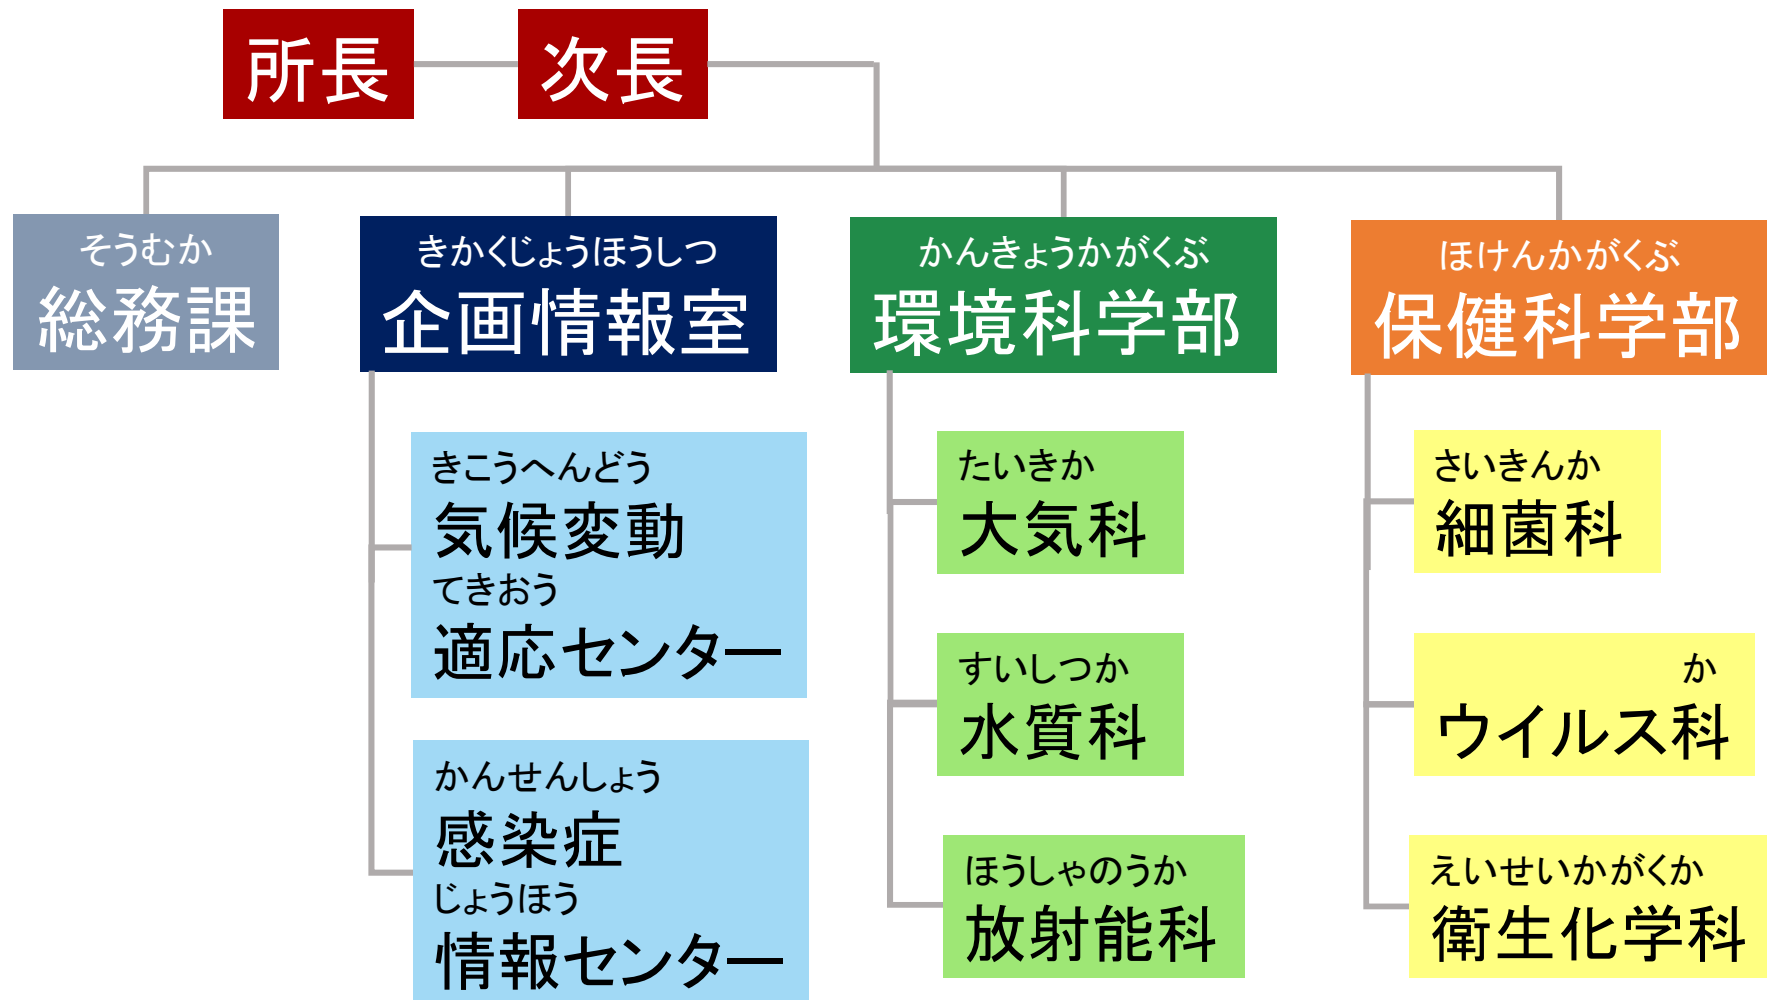 所長
次長
そうむか
総務課
きかくじょうほうしつ
企画情報室
かんきょうかがくぶ
環境科学部
ほけんかがくぶ
保健科学部
きこうへんどう
気候変動
てきおう
適応センター
かんせんしょう
感染症
じょうほう
情報センター
たいきか
大気科
すいしつか
水質科
ほうしゃのうか
放射能科
さいきんか
細菌科
か
ウイルス科
えいせいかがくか
衛生化学科